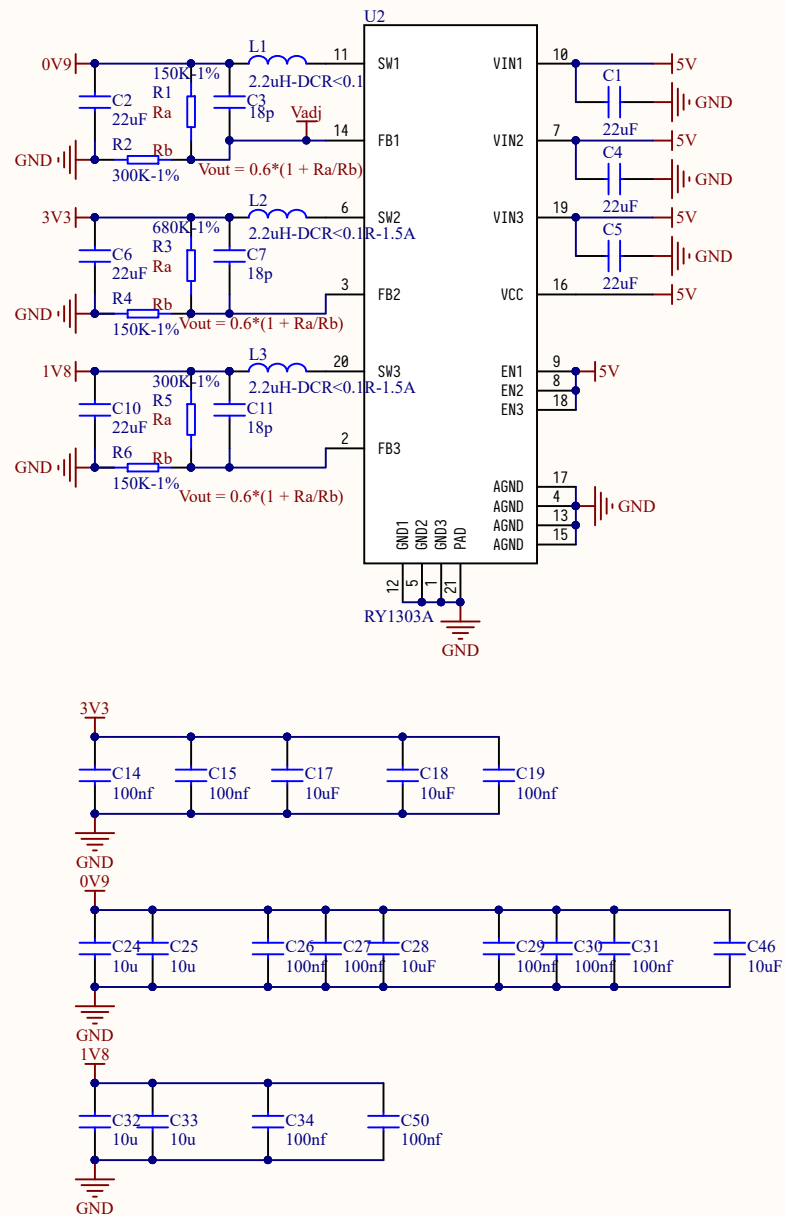 U2
RY1303A
0V9
C2
22uF
150K-1%
R1
Ra
C3
18p
L1
2.2uH-DCR<0.1
Vadj
GND
R2
Rb
300K-1%
Vout = 0.6*(1 + Ra/Rb)
11
SW1
14
FB1
3V3
C6
22uF
680K-1%
R3
Ra
C7
18p
L2
2.2uH-DCR<0.1R-1.5A
GND
R4
Rb
150K-1%
Vout = 0.6*(1 + Ra/Rb)
6
SW2
3
FB2
1V8
C10
22uF
300K-1%
R5
Ra
C11
18p
L3
2.2uH-DCR<0.1R-1.5A
GND
R6
Rb
150K-1%
Vout = 0.6*(1 + Ra/Rb)
20
SW3
2
FB3
VIN1
10
5V
C1
22uF
GND
VIN2
7
5V
C4
22uF
GND
VIN3
19
5V
C5
22uF
GND
VCC
16
5V
EN1
9
5V
EN2
8
EN3
18
AGND
17
AGND
4
GND
AGND
13
AGND
15
GND1
GND2
GND3
PAD
12
5
1
21
GND
3V3
C14
100nf
C15
100nf
C17
10uF
C18
10uF
C19
100nf
GND
0V9
C24
10u
C25
10u
C26
100nf
C27
100nf
C28
10uF
C29
100nf
C30
100nf
C31
100nf
C46
10uF
GND
1V8
C32
10u
C33
10u
C34
100nf
C50
100nf
GND